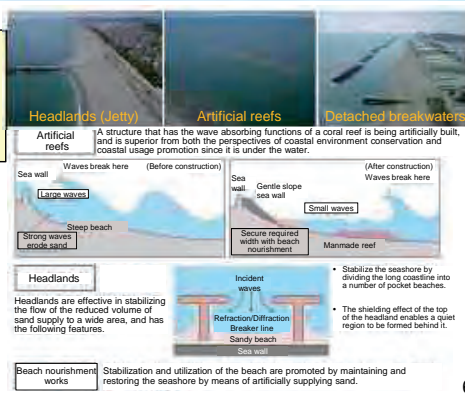 Headlands (Jetty)
Artificial reefs
Detached breakwaters
Artificial
reefs
A structure that has the wave absorbing functions of a coral reef is being artificially built,
and is superior from both the perspectives of coastal environment conservation and
coastal usage promotion since it is under the water.
Waves break here
(Before construction)
Sea wall
Large waves
Steep beach
Strong waves
erode sand
(After construction)
Waves break here
Sea
wall
Gentle slope
sea wall
Small waves
Secure required
width with beach
nourishment
Manmade reef
Headlands
Headlands are effective in stabilizing
the flow of the reduced volume of
sand supply to a wide area, and has
the following features.
Incident
waves
Refraction/Diffraction
Breaker line
Sandy beach
Sea wall
• Stabilize the seashore by
dividing the long coastline into
a number of pocket beaches.
• The shielding effect of the top
of the headland enables a quiet
region to be formed behind it.
Beach nourishment
works
Stabilization and utilization of the beach are promoted by maintaining and
restoring the seashore by means of artificially supplying sand.